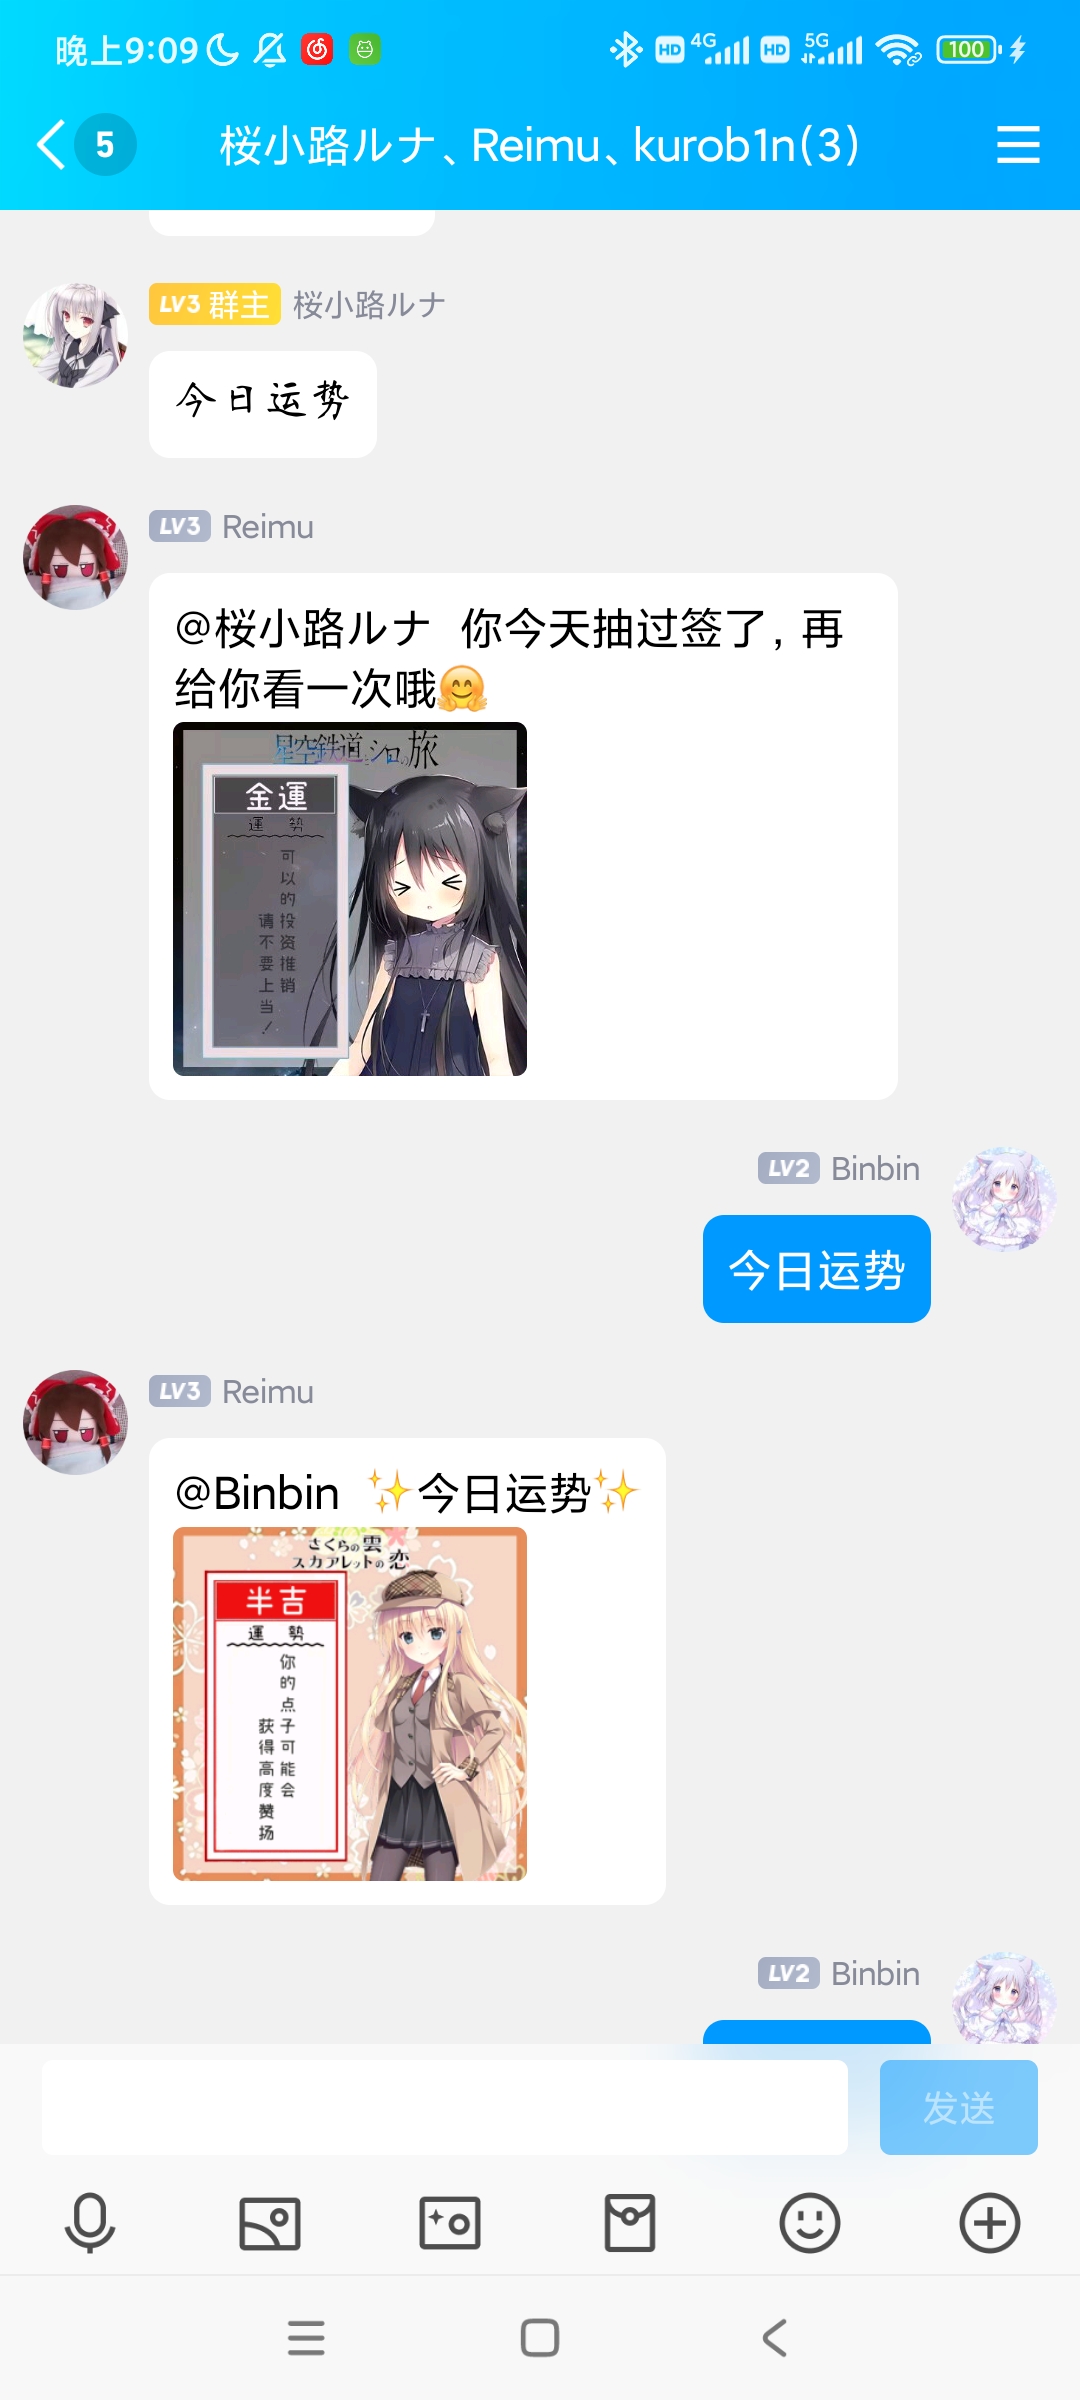 晚上9:09
HD 4G HD 5G 100
5
桜小路ルナ、Reimu、kurob1n(3)
LV3 群主 桜小路ルナ
今日运势
LV3 Reimu
@桜小路ルナ 你今天抽过签了,再
给你看一次哦🤗
星空鉄道とシロの旅
金運
運勢
可以的投资推销
请不要上当！
LV2 Binbin
今日运势
LV3 Reimu
@Binbin ✨今日运势✨
さくらの雲
スカアレットの恋
半吉
運勢
你的点子可能会
获得高度赞扬
LV2 Binbin
发送